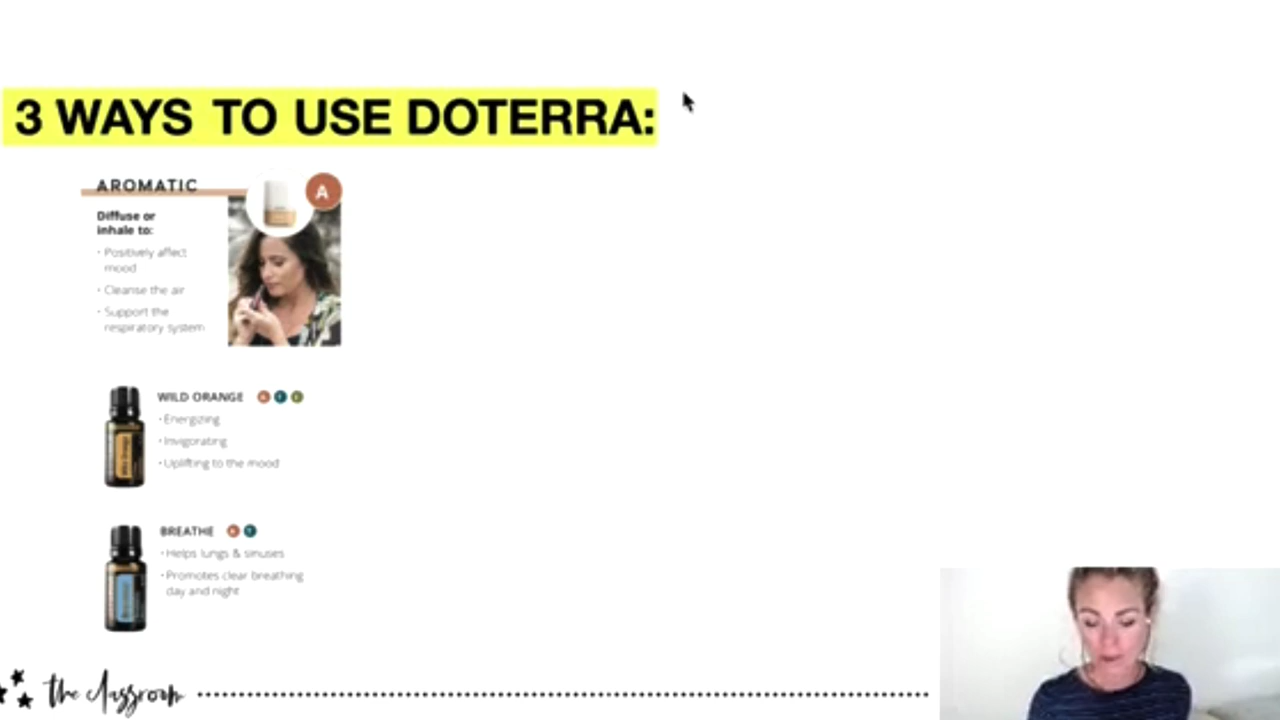 3 WAYS TO USE DOTERRA:
AROMATIC
A
Diffuse or
inhale to:
· Positively affect
mood
· Cleanse the air
· Support the
respiratory system
WILD ORANGE
· Energizing
· Invigorating
· Uplifting to the mood
BREATHE
· Helps lungs & sinuses
· Promotes clear breathing
day and night
the classroom